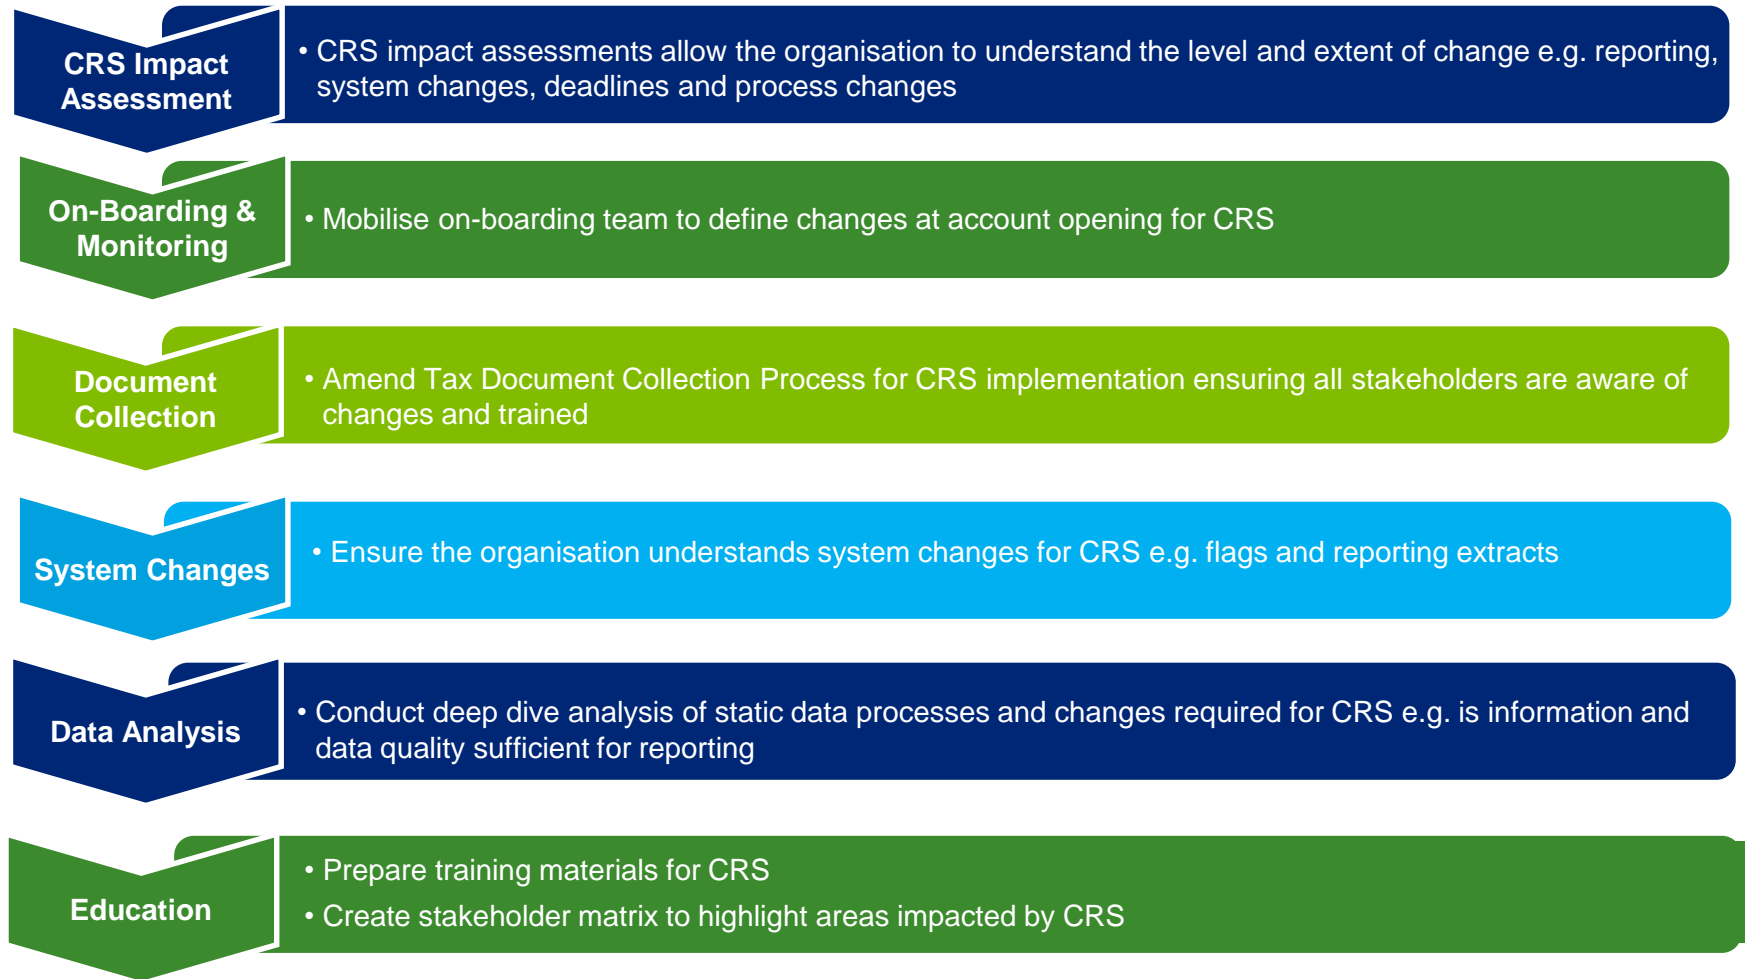 CRS Impact
Assessment
• CRS impact assessments allow the organisation to understand the level and extent of change e.g. reporting,
system changes, deadlines and process changes
On-Boarding &
Monitoring
• Mobilise on-boarding team to define changes at account opening for CRS
Document
Collection
• Amend Tax Document Collection Process for CRS implementation ensuring all stakeholders are aware of
changes and trained
System Changes
• Ensure the organisation understands system changes for CRS e.g. flags and reporting extracts
Data Analysis
• Conduct deep dive analysis of static data processes and changes required for CRS e.g. is information and
data quality sufficient for reporting
Education
• Prepare training materials for CRS
• Create stakeholder matrix to highlight areas impacted by CRS